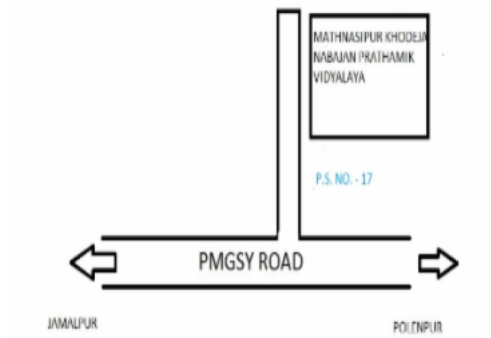 MATHNASIPUR KHODEJA
NABAJAN PRATHAMIK
VIDYALAYA
P.S. NO. - 17
PMGSY ROAD
JAMALPUR
POLENPUR